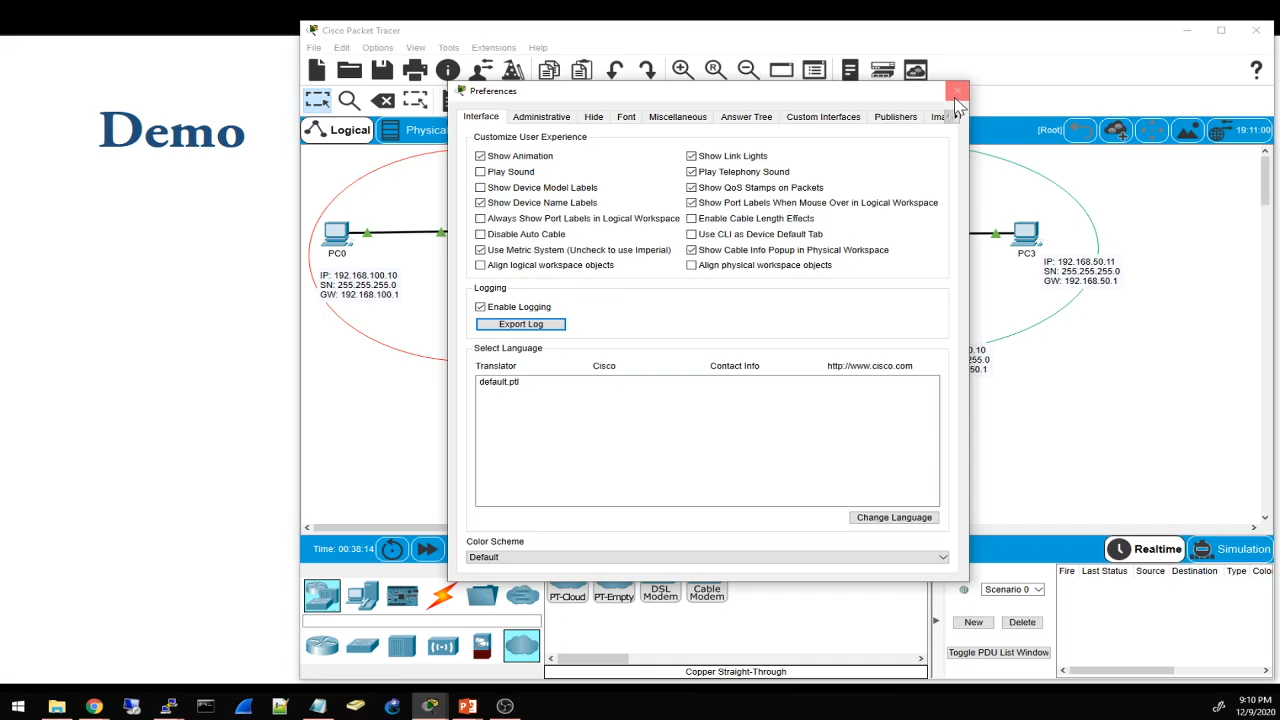 Demo
Cisco Packet Tracer
File Edit Options View Tools Extensions Help
?
Preferences
Logical
Physical
[Root]
19:11:00
Interface Administrative Hide Font Miscellaneous Answer Tree Custom Interfaces Publishers
Customize User Experience
Show Animation Show Link Lights
Play Sound Play Telephony Sound
Show Device Model Labels Show QoS Stamps on Packets
Show Device Name Labels Show Port Labels When Mouse Over in Logical Workspace
Always Show Port Labels in Logical Workspace Enable Cable Length Effects
Disable Auto Cable Use CLI as Device Default Tab
Use Metric System (Uncheck to use Imperial) Show Cable Info Popup in Physical Workspace
Align logical workspace objects Align physical workspace objects
Logging
Enable Logging
Export Log
Select Language
Translator Cisco Contact Info http://www.cisco.com
default.ptl
Change Language
Color Scheme
Default
PC0
IP: 192.168.100.10
SN: 255.255.255.0
GW: 192.168.100.1
PC3
IP: 192.168.50.11
SN: 255.255.255.0
GW: 192.168.50.1
0.10
255.0
50.1
Time: 00:38:14
Realtime
Simulation
PT-Cloud PT-Empty DSL Modem Cable Modem
Copper Straight-Through
Scenario 0
New Delete
Toggle PDU List Window
Fire Last Status Source Destination Type
9:10 PM
12/9/2020